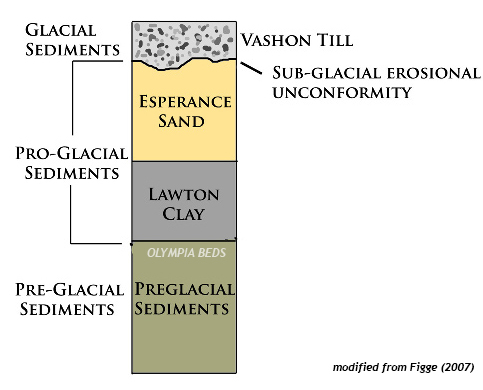 Glacial
Sediments
Vashon Till
Sub-glacial erosional
unconformity
Esperance
Sand
Pro-Glacial
Sediments
Lawton
Clay
OLYMPIA BEDS
Pre-Glacial
Sediments
Preglacial
Sediments
modified from Figge (2007)